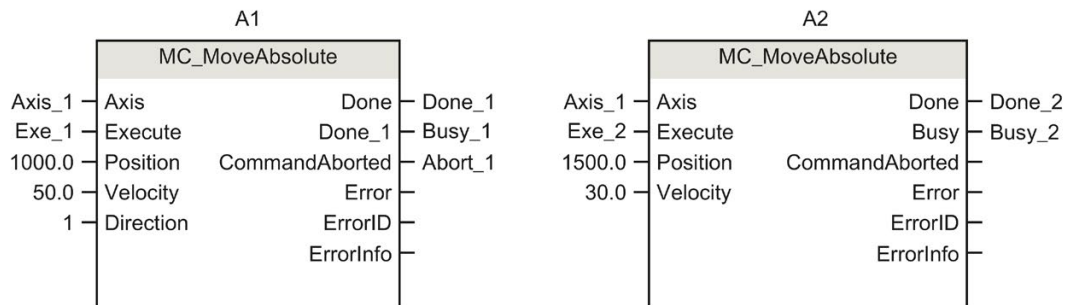 A1
MC_MoveAbsolute
Axis_1 Axis Done Done_1
Exe_1 Execute Done_1 Busy_1
1000.0 Position CommandAborted Abort_1
50.0 Velocity Error
1 Direction ErrorID
ErrorInfo
A2
MC_MoveAbsolute
Axis_1 Axis Done Done_2
Exe_2 Execute Busy Busy_2
1500.0 Position CommandAborted
30.0 Velocity Error
ErrorID
ErrorInfo